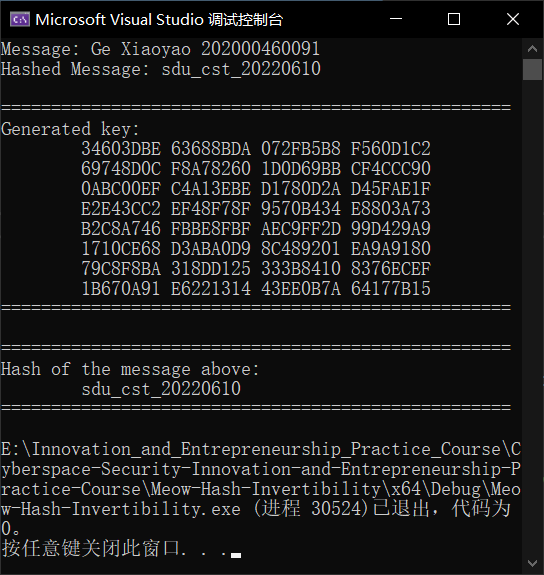 Microsoft Visual Studio 调试控制台
Message: Ge Xiaoyao 202000460091
Hashed Message: sdu_cst_20220610
===================================================
Generated key:
34603DBE 63688BDA 072FB5B8 F560D1C2
69748D0C F8A78260 1D0D69BB CF4CCC90
0ABC00EF C4A13EBE D1780D2A D45FAE1F
E2E43CC2 EF48F78F 9570B434 E8803A73
B2C8A746 FBBE8FBF AEC9FF2D 99D429A9
1710CE68 D3ABA0D9 8C489201 EA9A9180
79C8F8BA 318DD125 333B8410 8376ECEF
1B670A91 E6221314 43EE0B7A 64177B15
===================================================
===================================================
Hash of the message above:
sdu_cst_20220610
===================================================
E:\Innovation_and_Entrepreneurship_Practice_Course\C
yberspace-Security-Innovation-and-Entrepreneurship-P
ractice-Course\Meow-Hash-Invertibility\x64\Debug\Meo
w-Hash-Invertibility.exe (进程 30524)已退出，代码为
0。
按任意键关闭此窗口. . .